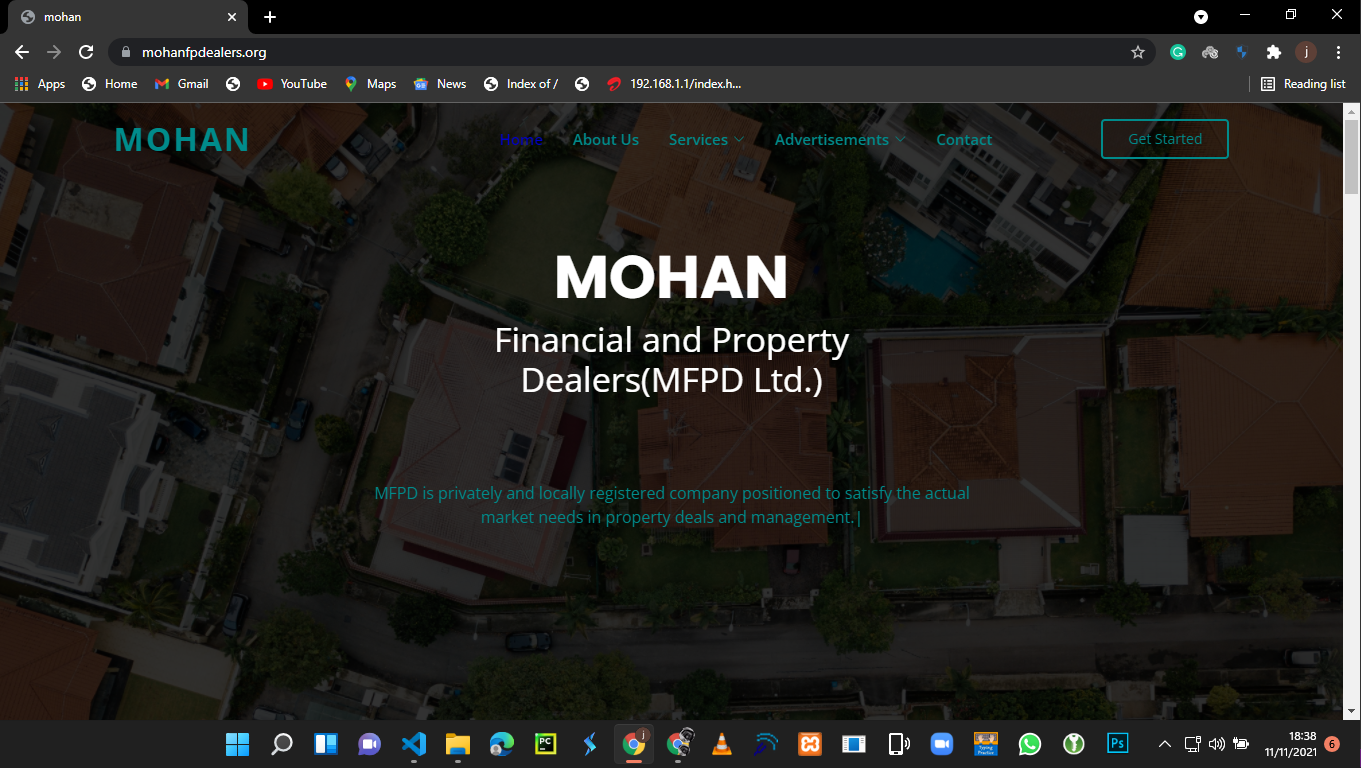 mohan
mohanfpdealers.org
Apps Home Gmail YouTube Maps News Index of / 192.168.1.1/index.h... Reading list
MOHAN Home About Us Services Advertisements Contact Get Started
MOHAN
Financial and Property
Dealers(MFPD Ltd.)
MFPD is privately and locally registered company positioned to satisfy the actual
market needs in property deals and management.|
18:38
11/11/2021
6